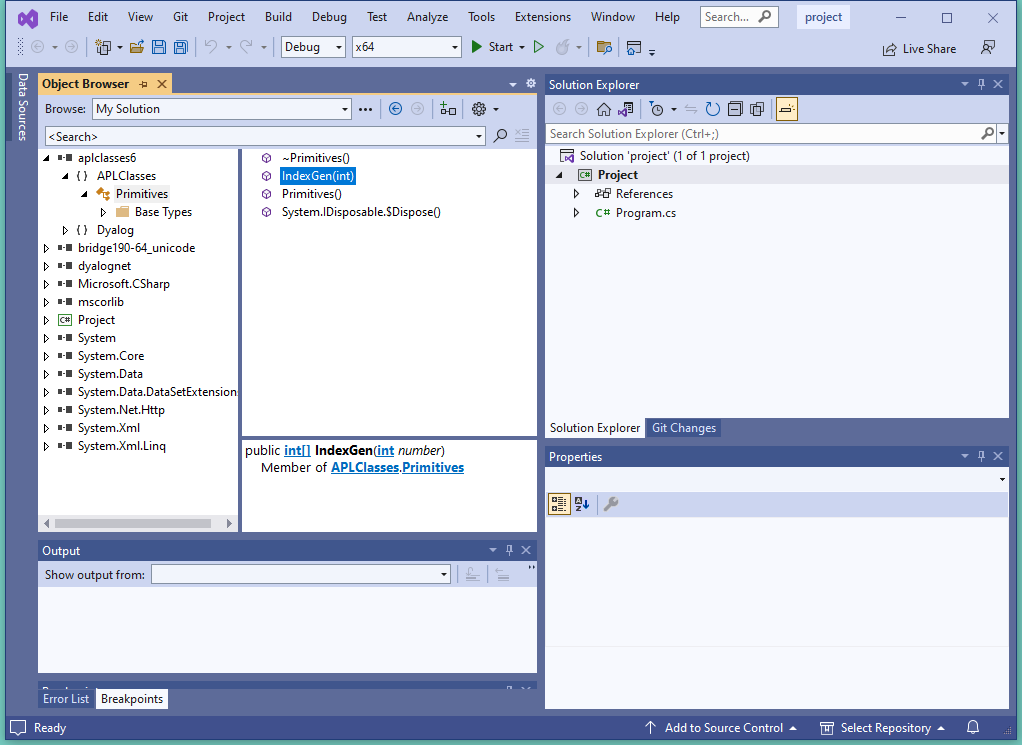 File Edit View Git Project Build Debug Test Analyze Tools Extensions Window Help Search... project
Debug x64 Start Live Share
Data Sources
Object Browser
Browse: My Solution
<Search>
aplclasses6
APLClasses
Primitives
Base Types
Dyalog
bridge190-64_unicode
dyalognet
Microsoft.CSharp
mscorlib
Project
System
System.Core
System.Data
System.Data.DataSetExtension
System.Net.Http
System.Xml
System.Xml.Linq
~Primitives()
IndexGen(int)
Primitives()
System.IDisposable.$Dispose()
public int[] IndexGen(int number)
Member of APLClasses.Primitives
Output
Show output from:
Error List Breakpoints
Solution Explorer
Search Solution Explorer (Ctrl+;)
Solution 'project' (1 of 1 project)
C# Project
References
C# Program.cs
Solution Explorer Git Changes
Properties
Ready Add to Source Control Select Repository